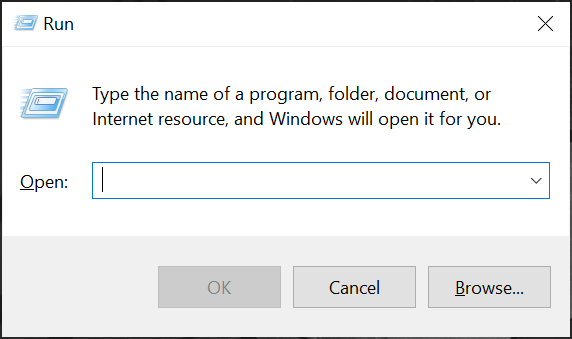 Run
Type the name of a program, folder, document, or
Internet resource, and Windows will open it for you.
Open:
OK
Cancel
Browse...